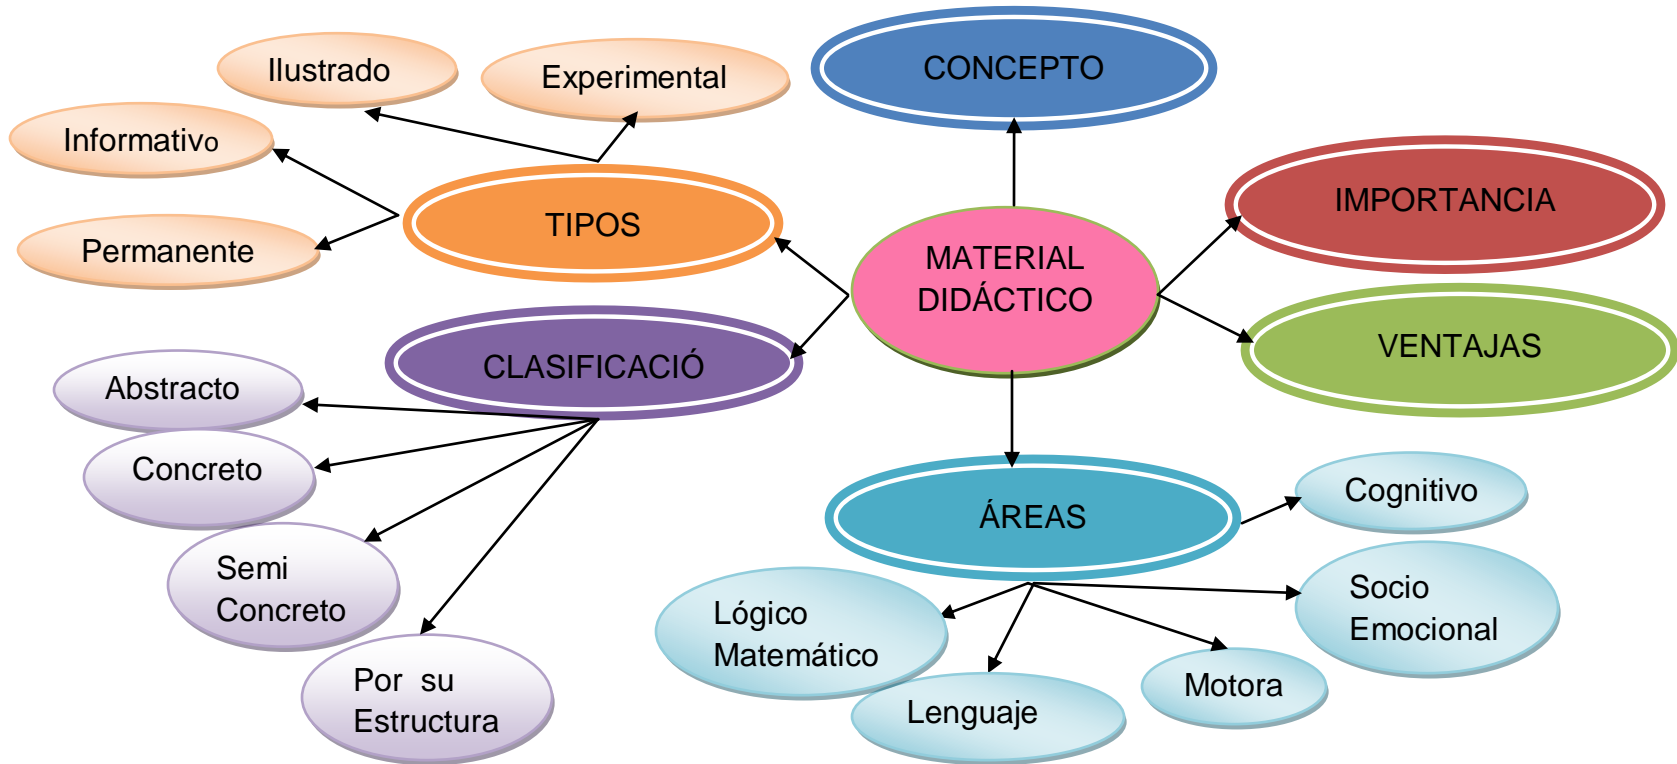 Ilustrado
Experimental
CONCEPTO
Informativo
IMPORTANCIA
TIPOS
Permanente
MATERIAL
DIDÁCTICO
VENTAJAS
CLASIFICACIÓ
Abstracto
Concreto
Semi
Concreto
Por su
Estructura
ÁREAS
Cognitivo
Socio
Emocional
Lógico
Matemático
Motora
Lenguaje